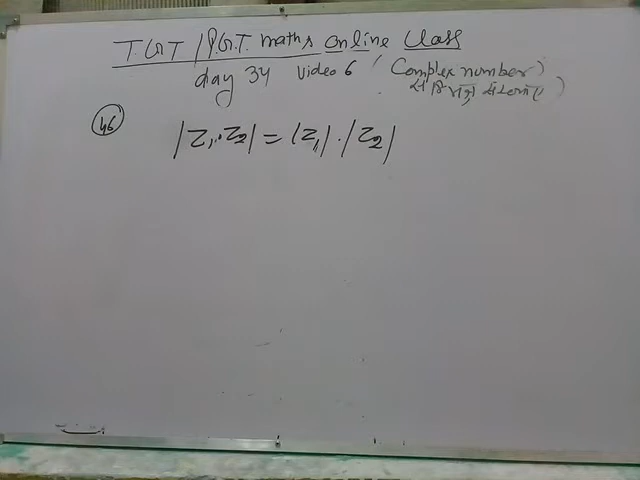 T.G.T / P.G.T. maths online Class
day 34 video 6 ( Complex number )
46 |Z₁.Z₂| = |Z₁|.|Z₂|